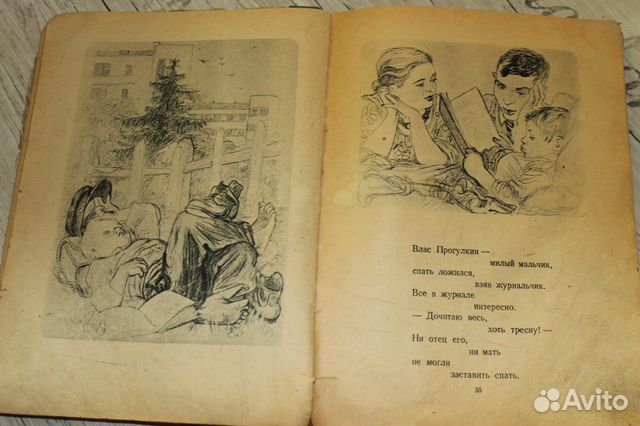 Влас Прогулкин —
милый мальчик,
спать ложился,
взяв журнальчик.
Все в журнале
интересно.
— Дочитаю весь,
хоть тресну! —
Ни отец его,
ни мать
не могли
заставить спать.
55
Avito